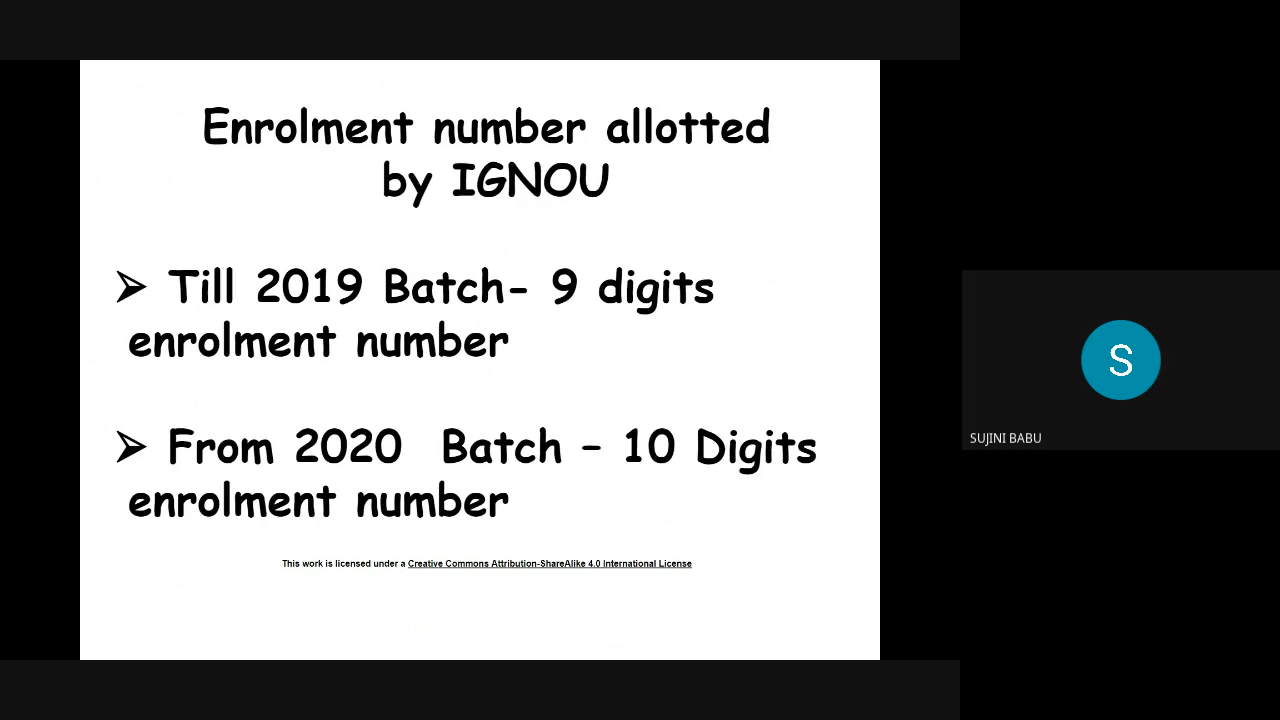 Enrolment number allotted
by IGNOU
➢ Till 2019 Batch- 9 digits
enrolment number
➢ From 2020 Batch – 10 Digits
enrolment number
This work is licensed under a Creative Commons Attribution-ShareAlike 4.0 International License
S
SUJINI BABU